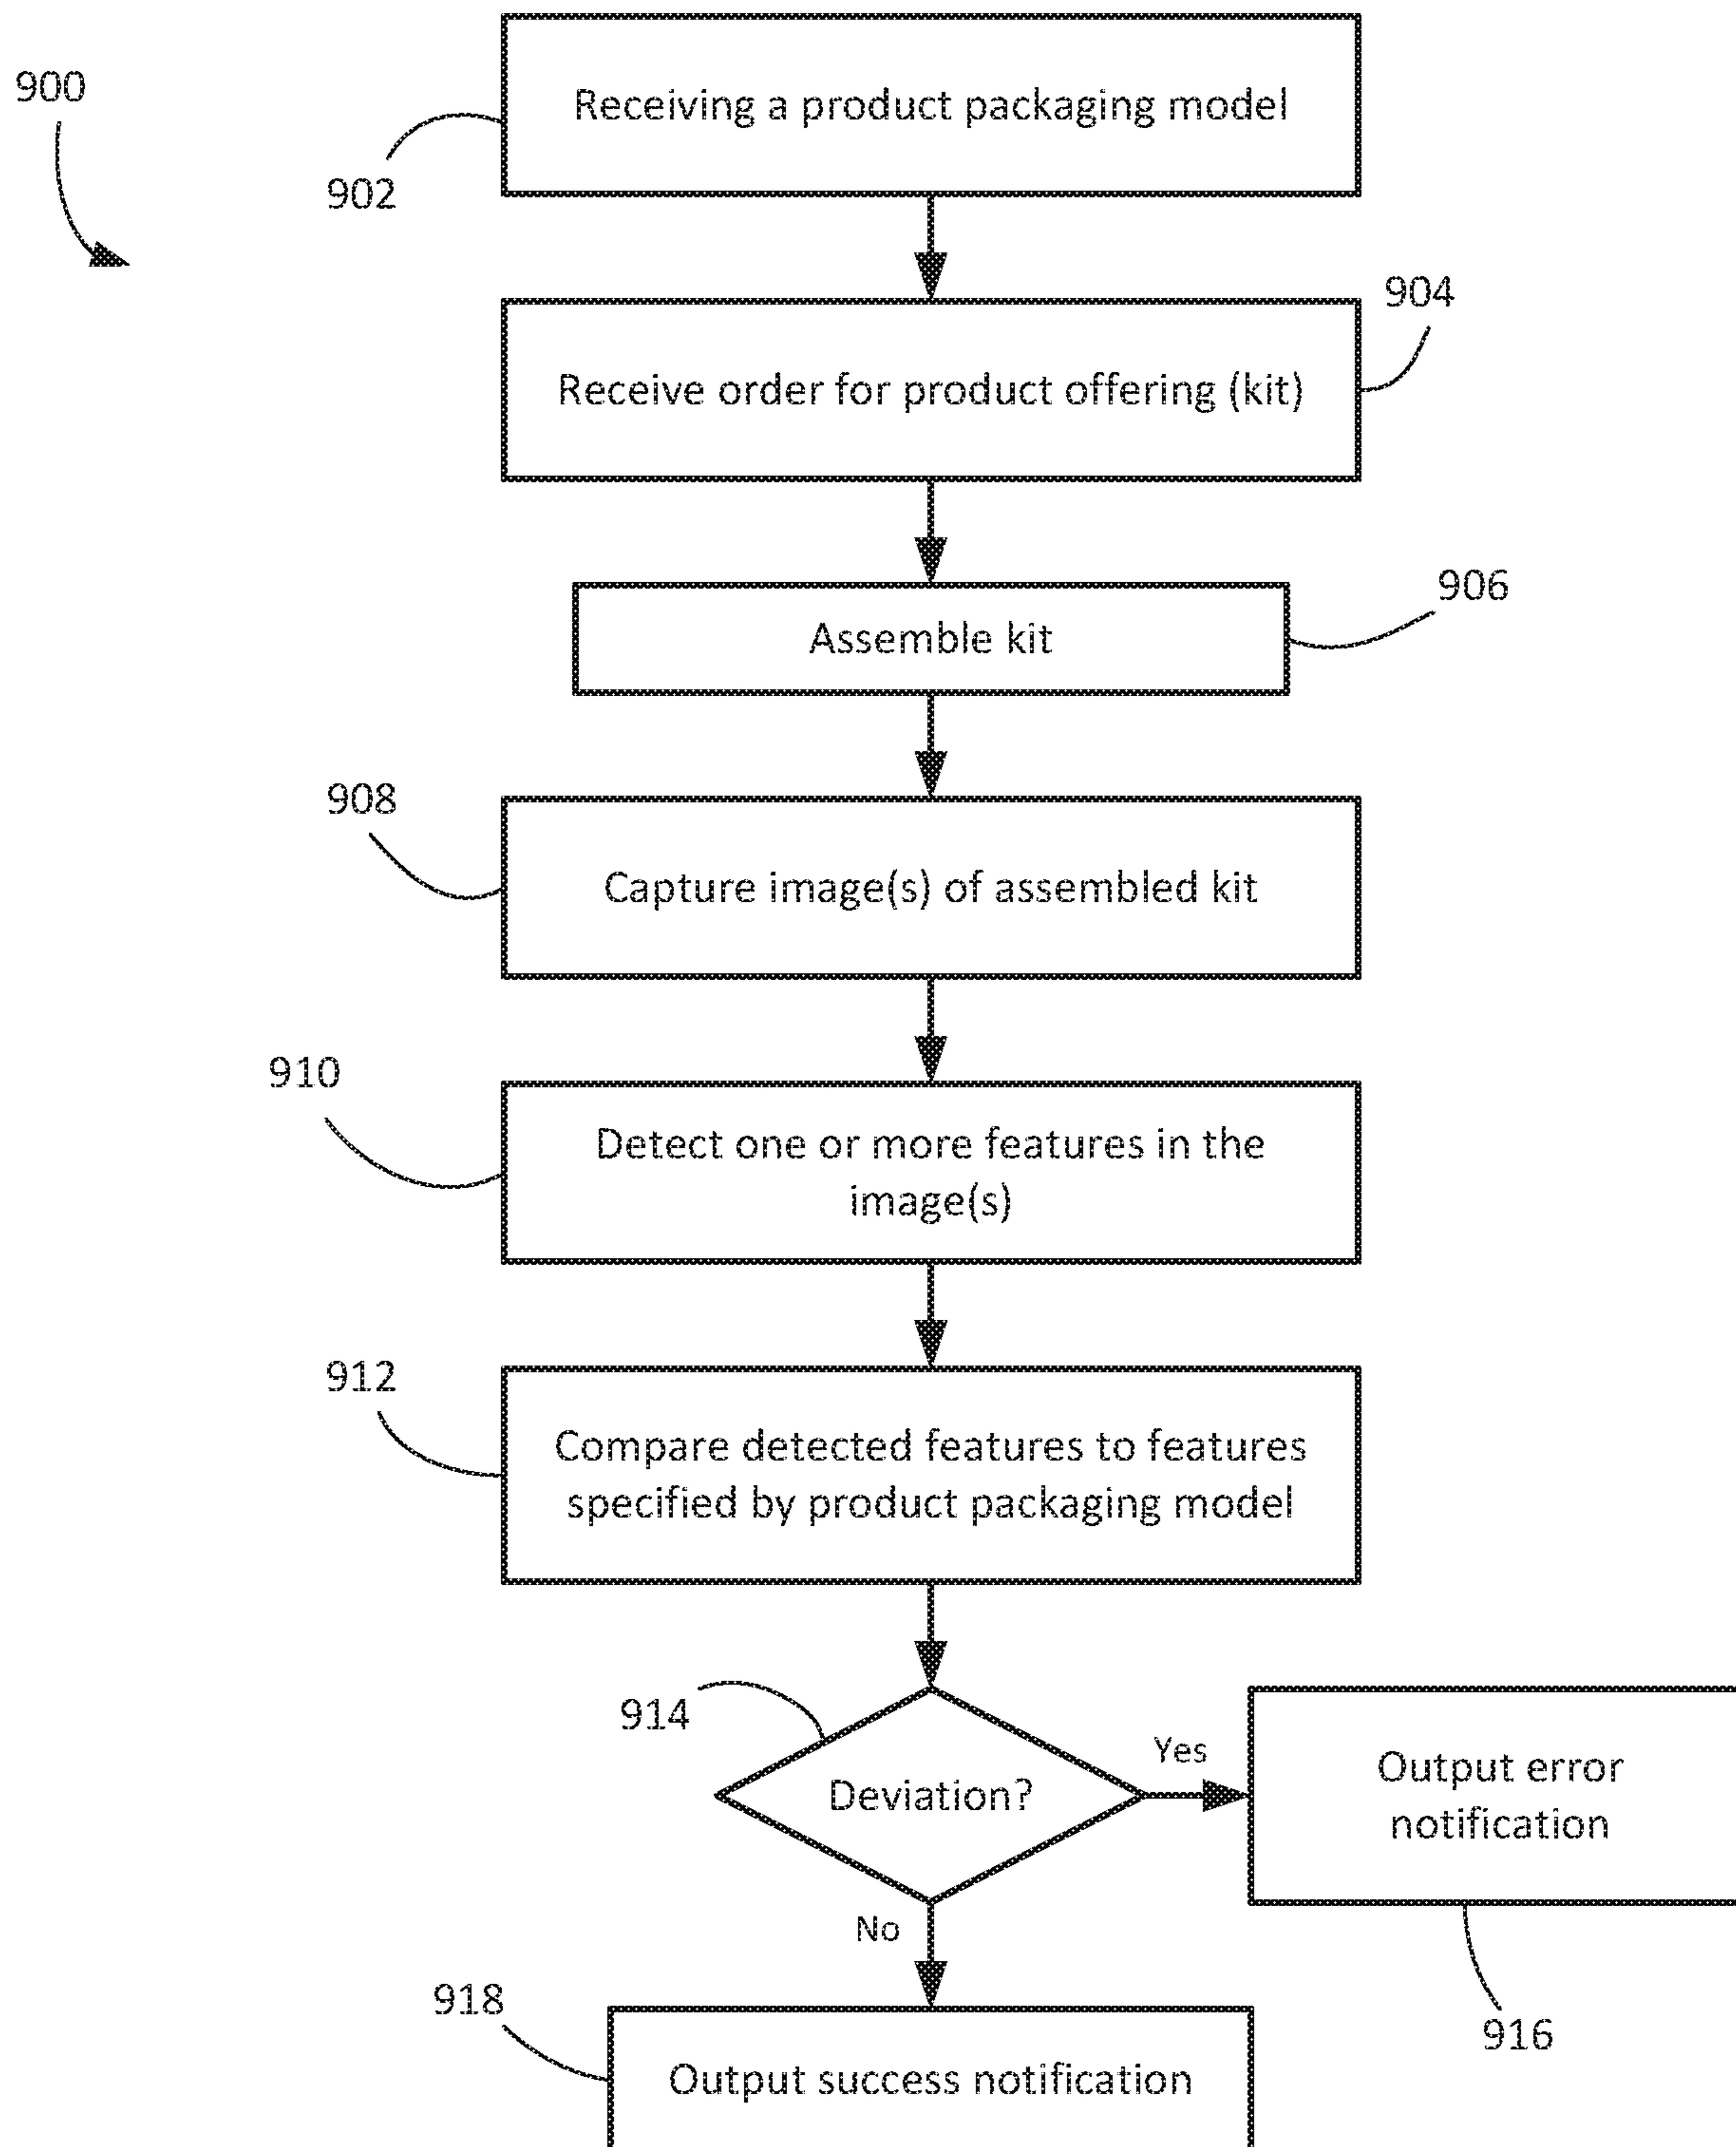 900
Receiving a product packaging model
902
904
Receive order for product offering (kit)
906
Assemble kit
908
Capture image(s) of assembled kit
910
Detect one or more features in the
image(s)
912
Compare detected features to features
specified by product packaging model
914
Deviation?
Yes
Output error
notification
No
916
918
Output success notification